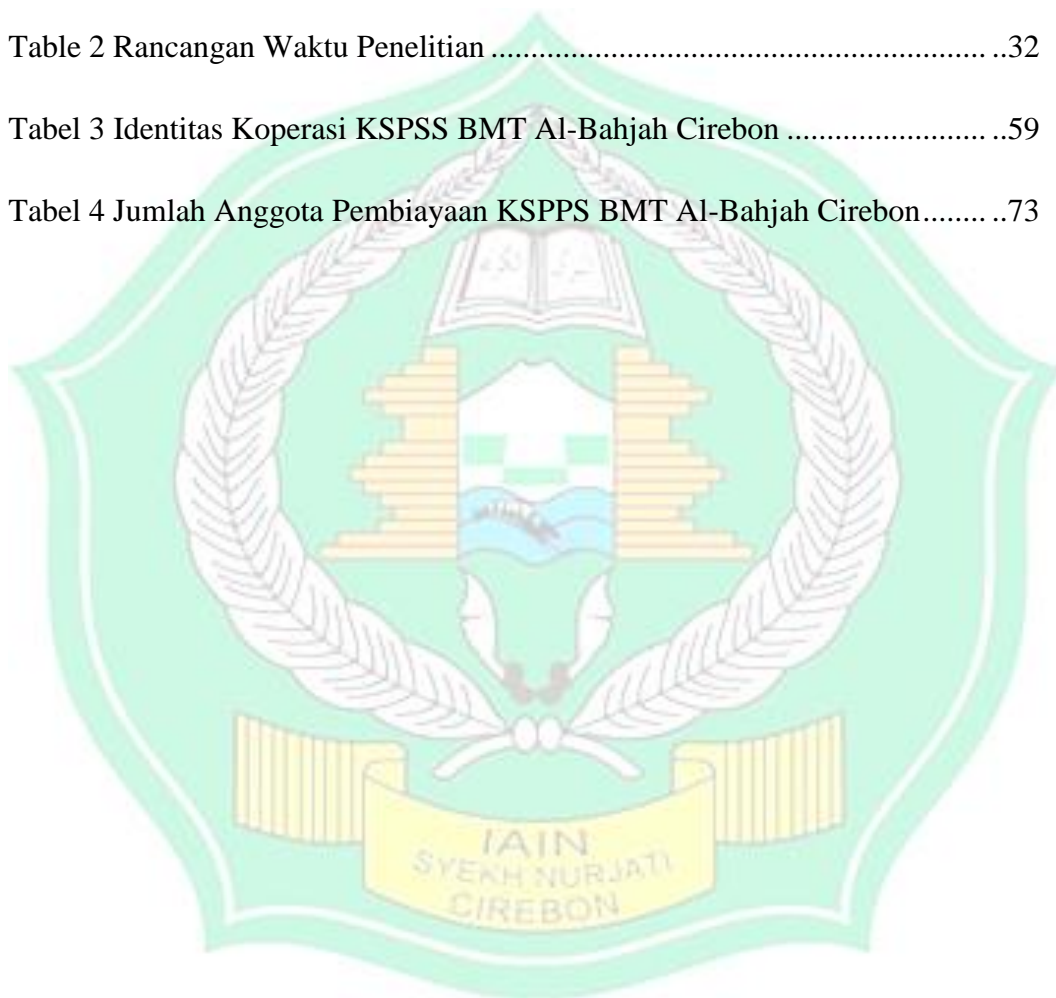 Table 2 Rancangan Waktu Penelitian ........................................................... ..32
Tabel 3 Identitas Koperasi KSPSS BMT Al-Bahjah Cirebon ........................ ..59
Tabel 4 Jumlah Anggota Pembiayaan KSPPS BMT Al-Bahjah Cirebon........ ..73
IAIN
SYEKH NURJATI
CIREBON